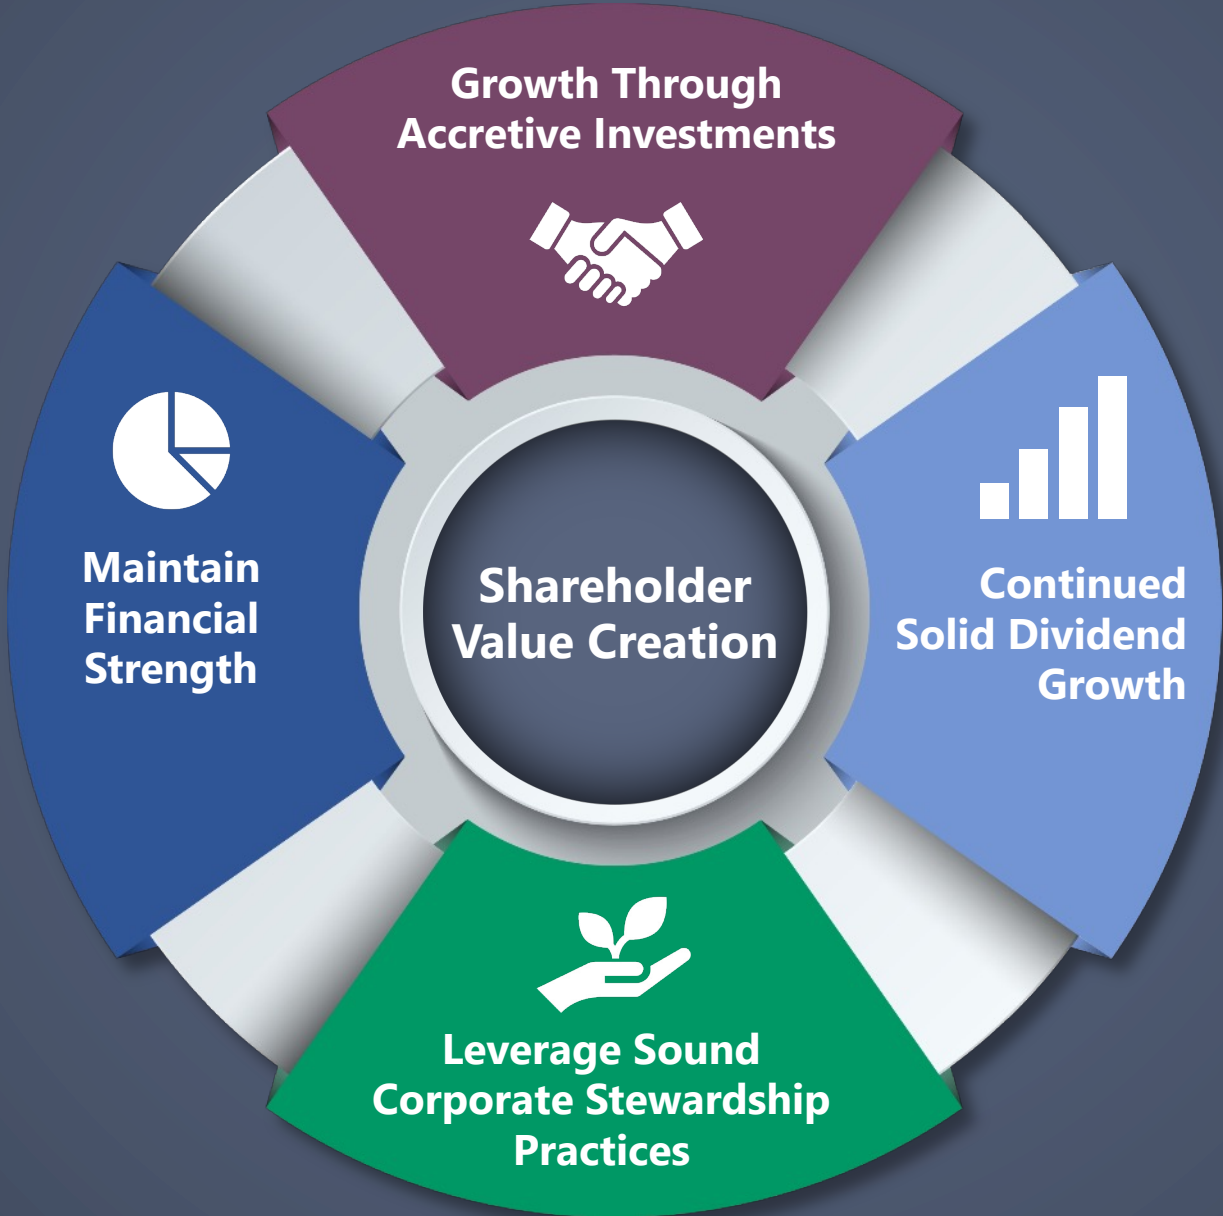 Growth Through
Accretive Investments
Maintain
Financial
Strength
Shareholder
Value Creation
Continued
Solid Dividend
Growth
Leverage Sound
Corporate Stewardship
Practices